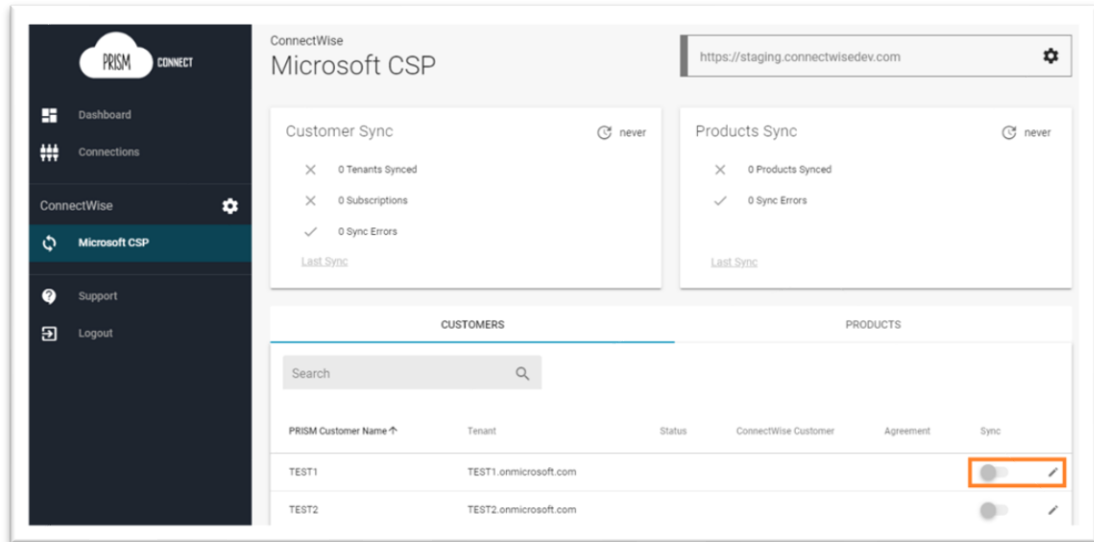 PRISM CONNECT
Dashboard
Connections
ConnectWise
Microsoft CSP
Support
Logout
ConnectWise
Microsoft CSP
https://staging.connectwisedev.com
Customer Sync never
0 Tenants Synced
0 Subscriptions
0 Sync Errors
Last Sync
Products Sync never
0 Products Synced
0 Sync Errors
Last Sync
CUSTOMERS PRODUCTS
Search
PRISM Customer Name Tenant Status ConnectWise Customer Agreement Sync
TEST1 TEST1.onmicrosoft.com
TEST2 TEST2.onmicrosoft.com